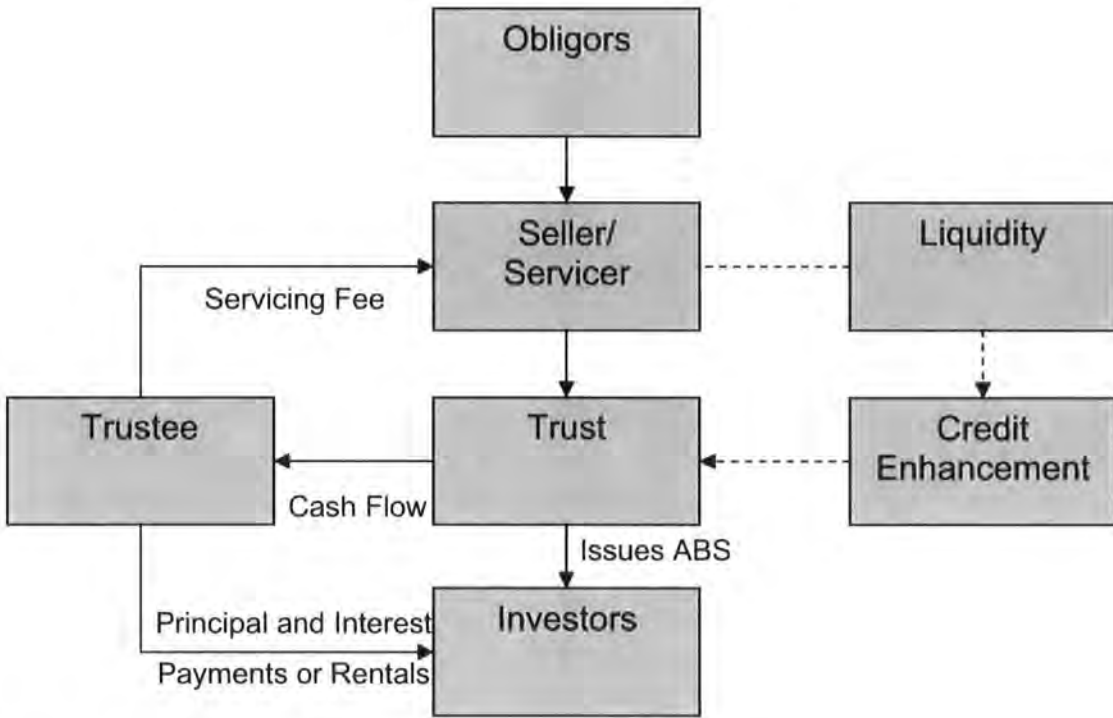 Obligors
Seller/
Servicer
Liquidity
Servicing Fee
Trustee
Trust
Credit
Enhancement
Cash Flow
Issues ABS
Investors
Principal and Interest
Payments or Rentals